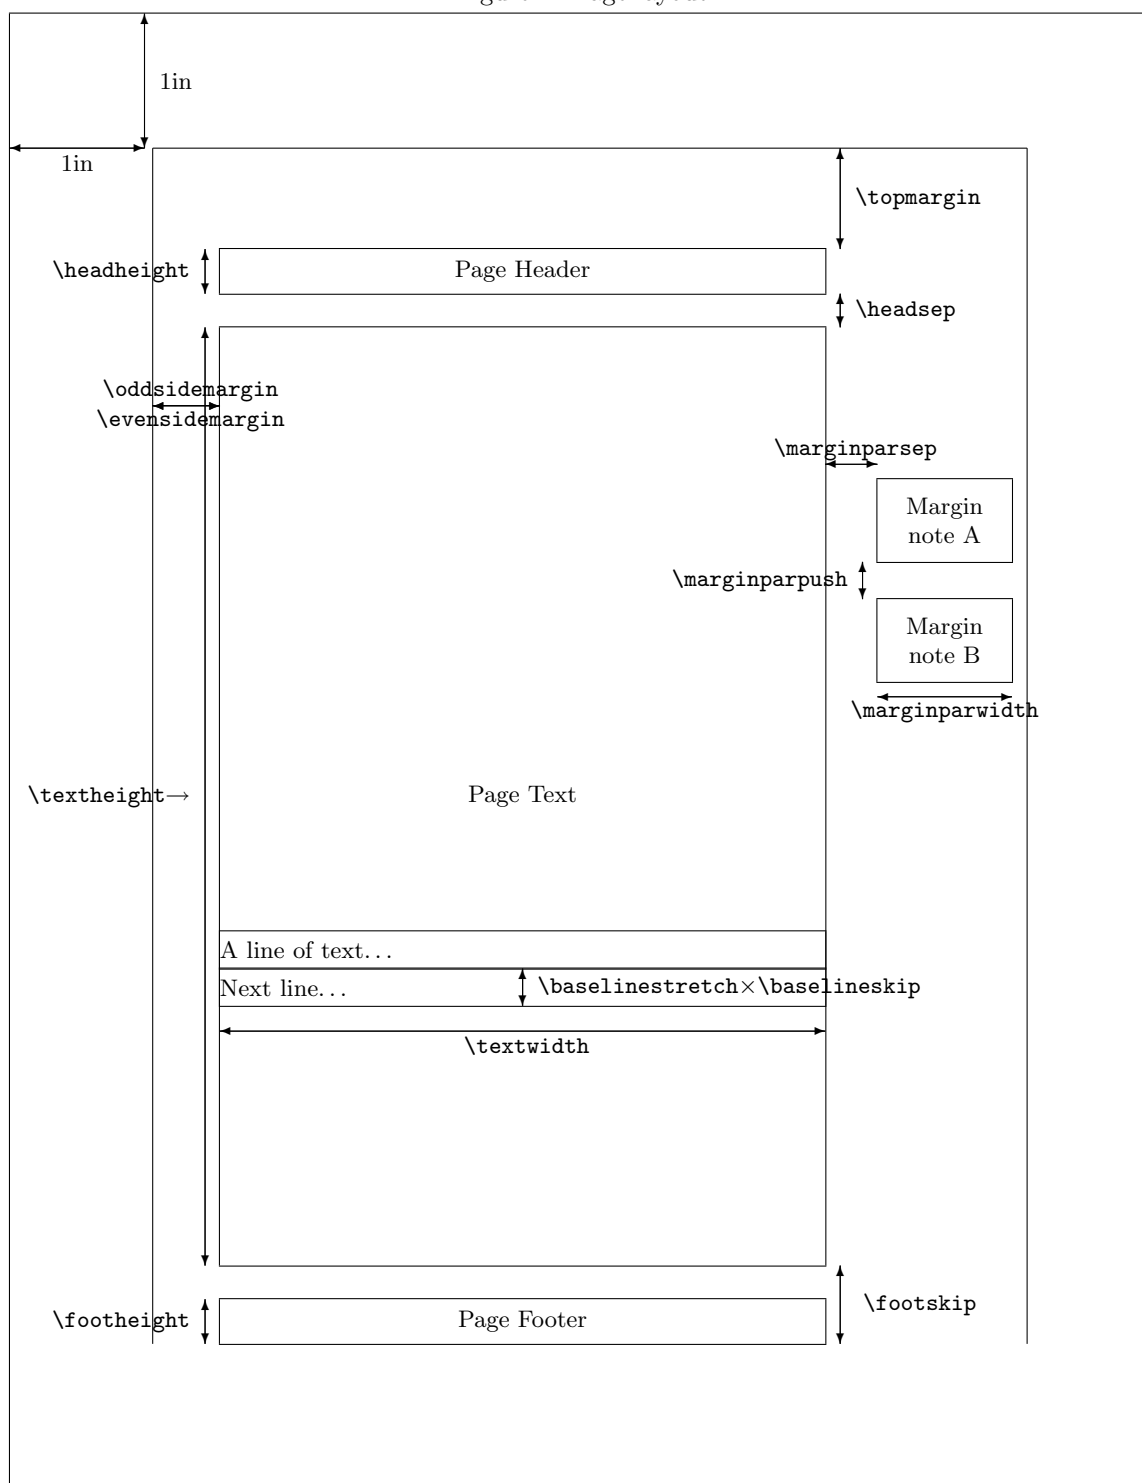 1in
1in
\topmargin
\headheight
Page Header
\headsep
\oddsidemargin
\evensidemargin
\marginparsep
Margin
note A
\marginparpush
Margin
note B
\marginparwidth
\textheight→
Page Text
A line of text...
Next line...
\baselinestretch×\baselineskip
\textwidth
\footskip
\footheight
Page Footer